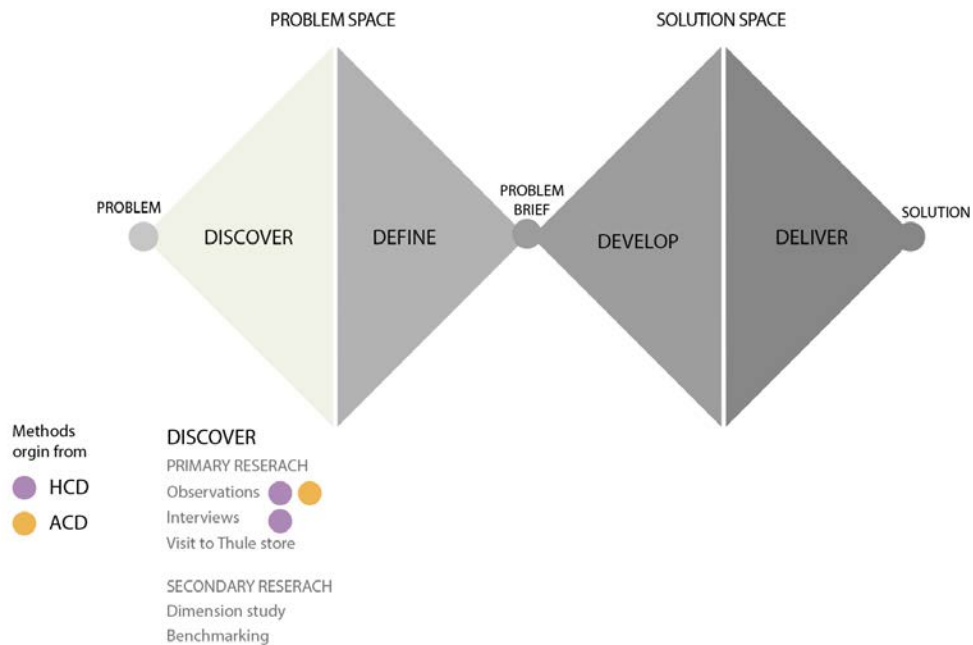 PROBLEM SPACE
SOLUTION SPACE
PROBLEM
DISCOVER
DEFINE
PROBLEM
BRIEF
DEVELOP
DELIVER
SOLUTION
Methods
orgin from
HCD
ACD
DISCOVER
PRIMARY RESERACH
Observations
Interviews
Visit to Thule store
SECONDARY RESERACH
Dimension study
Benchmarking